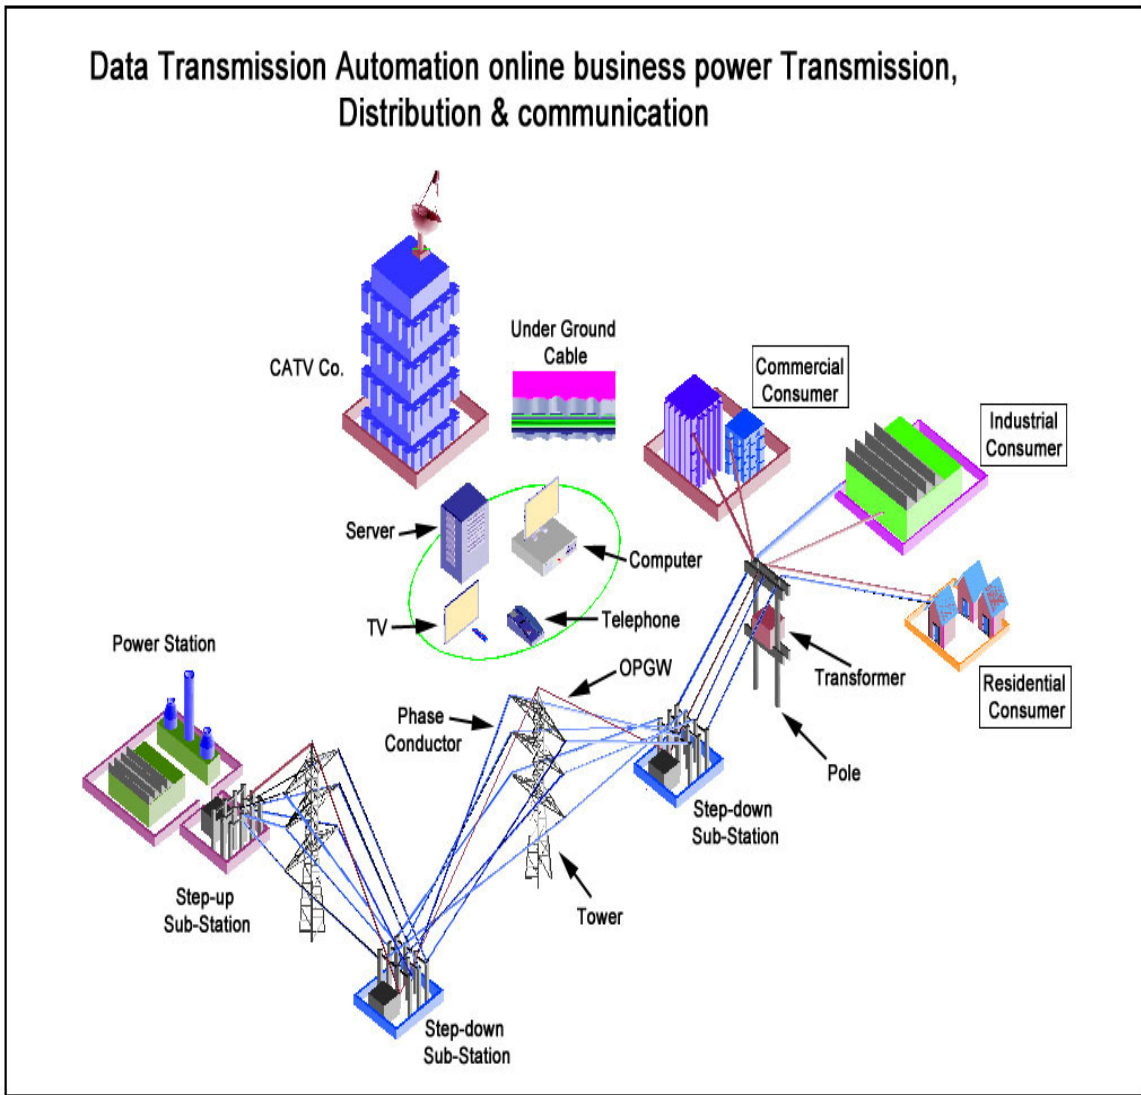 Data Transmission Automation online business power Transmission,
Distribution & communication
CATV Co.
Under Ground
Cable
Commercial
Consumer
Industrial
Consumer
Server
Computer
TV
Telephone
Power Station
OPGW
Transformer
Residential
Consumer
Phase
Conductor
Pole
Step-down
Sub-Station
Step-up
Sub-Station
Tower
Step-down
Sub-Station